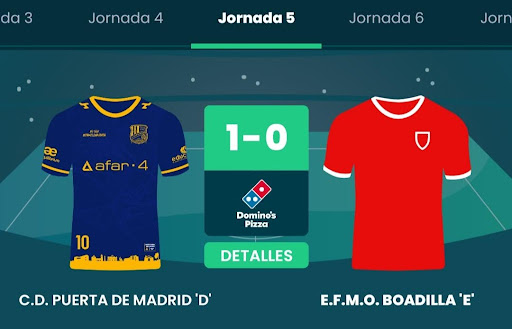 da 3
Jornada 4
Jornada 5
Jornada 6
Jorn
1-0
afar·4
10
Domino's
Pizza
DETALLES
C.D. PUERTA DE MADRID 'D'
E.F.M.O. BOADILLA 'E'